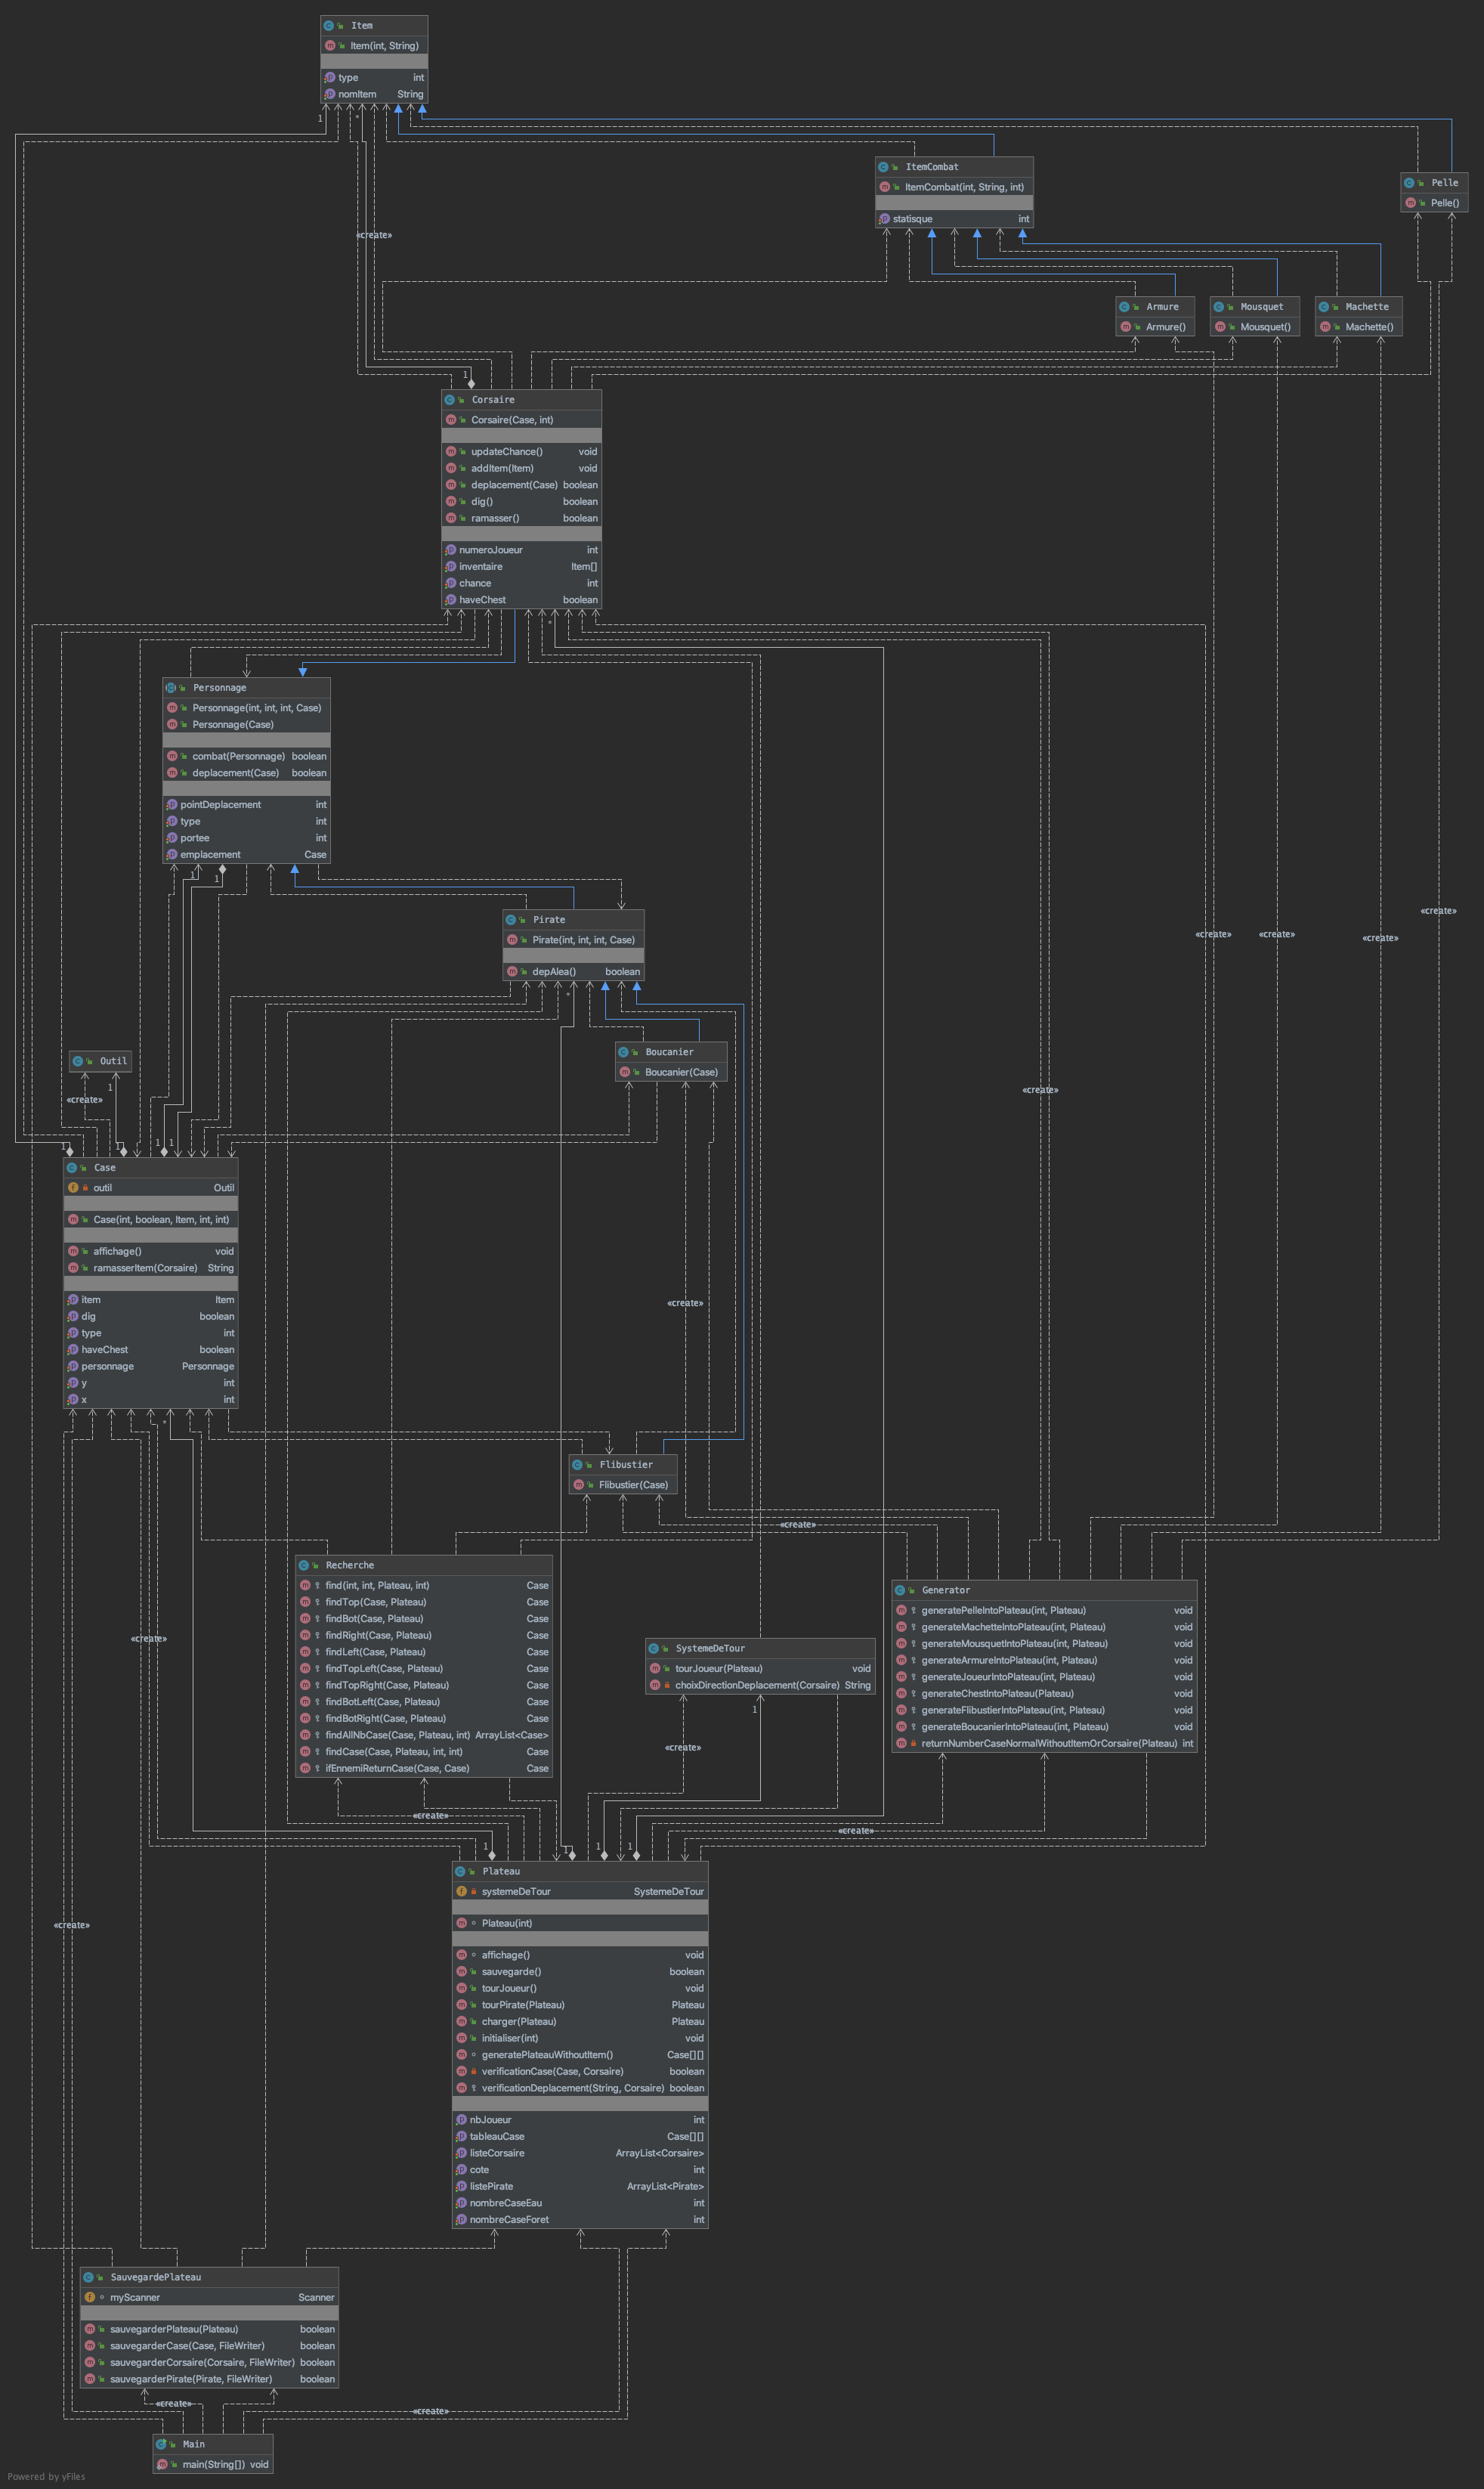 Item
Item(int, String)
type int
nomItem String
1
*
ItemCombat
ItemCombat(int, String, int)
statisque int
Pelle
Pelle()
«create»
Armure
Armure()
Mousquet
Mousquet()
Machette
Machette()
1
Corsaire
Corsaire(Case, int)
updateChance() void
addItem(Item) void
deplacement(Case) boolean
dig() boolean
ramasser() boolean
numeroJoueur int
inventaire Item[]
chance int
haveChest boolean
*
Personnage
Personnage(int, int, int, Case)
Personnage(Case)
combat(Personnage) boolean
deplacement(Case) boolean
pointDeplacement int
type int
portee int
emplacement Case
1
1
«create»
«create»
«create»
«create»
«create»
Pirate
Pirate(int, int, int, Case)
depAlea() boolean
*
Boucanier
Boucanier(Case)
Outil
1
«create»
«create»
1
1
1
1
Case
outil Outil
Case(int, boolean, Item, int, int)
affichage() void
ramasserItem(Corsaire) String
item Item
dig boolean
type int
haveChest boolean
personnage Personnage
y int
x int
*
«create»
Flibustier
Flibustier(Case)
«create»
Recherche
find(int, int, Plateau, int) Case
findTop(Case, Plateau) Case
findBot(Case, Plateau) Case
findRight(Case, Plateau) Case
findLeft(Case, Plateau) Case
findTopLeft(Case, Plateau) Case
findTopRight(Case, Plateau) Case
findBotLeft(Case, Plateau) Case
findBotRight(Case, Plateau) Case
findAllNbCase(Case, Plateau, int) ArrayList<Case>
findCase(Case, Plateau, int, int) Case
ifEnnemiReturnCase(Case, Case) Case
SystemeDeTour
tourJoueur(Plateau) void
choixDirectionDeplacement(Corsaire) String
Generator
generatePelleIntoPlateau(int, Plateau) void
generateMachetteIntoPlateau(int, Plateau) void
generateMousquetIntoPlateau(int, Plateau) void
generateArmureIntoPlateau(int, Plateau) void
generateJoueurIntoPlateau(int, Plateau) void
generateChestIntoPlateau(Plateau) void
generateFlibustierIntoPlateau(int, Plateau) void
generateBoucanierIntoPlateau(int, Plateau) void
returnNumberCaseNormalWithoutItemOrCorsaire(Plateau) int
«create»
1
«create»
«create»
«create»
1
1
1
1
Plateau
systemeDeTour SystemeDeTour
Plateau(int)
affichage() void
sauvegarde() boolean
tourJoueur() void
tourPirate(Plateau) Plateau
charger(Plateau) Plateau
initialiser(int) void
generatePlateauWithoutItem() Case[][]
verificationCase(Case, Corsaire) boolean
verificationDeplacement(String, Corsaire) boolean
nbJoueur int
tableauCase Case[][]
listeCorsaire ArrayList<Corsaire>
cote int
listePirate ArrayList<Pirate>
nombreCaseEau int
nombreCaseForet int
«create»
SauvegardePlateau
myScanner Scanner
sauvegarderPlateau(Plateau) boolean
sauvegarderCase(Case, FileWriter) boolean
sauvegarderCorsaire(Corsaire, FileWriter) boolean
sauvegarderPirate(Pirate, FileWriter) boolean
«create»
«create»
Main
main(String[]) void
Powered by yFiles